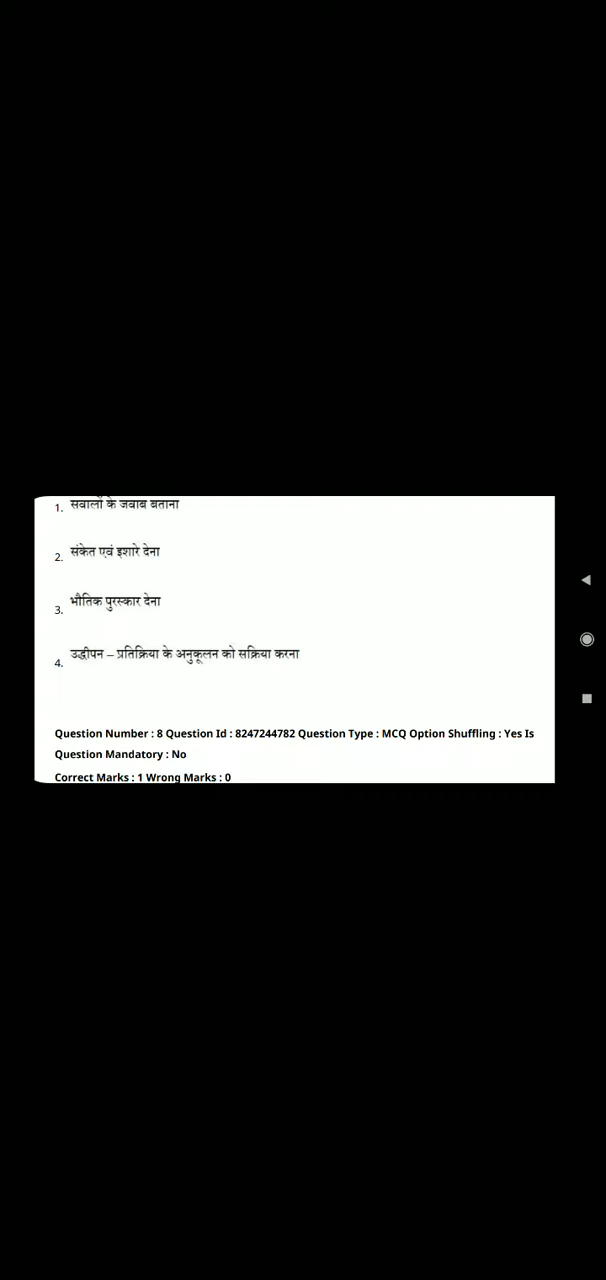 1. सवालों के जवाब बताना
2. संकेत एवं इशारे देना
3. भौतिक पुरस्कार देना
4. उद्धीपन – प्रतिक्रिया के अनुकूलन को सक्रिया करना
Question Number : 8 Question Id : 8247244782 Question Type : MCQ Option Shuffling : Yes Is
Question Mandatory : No
Correct Marks : 1 Wrong Marks : 0